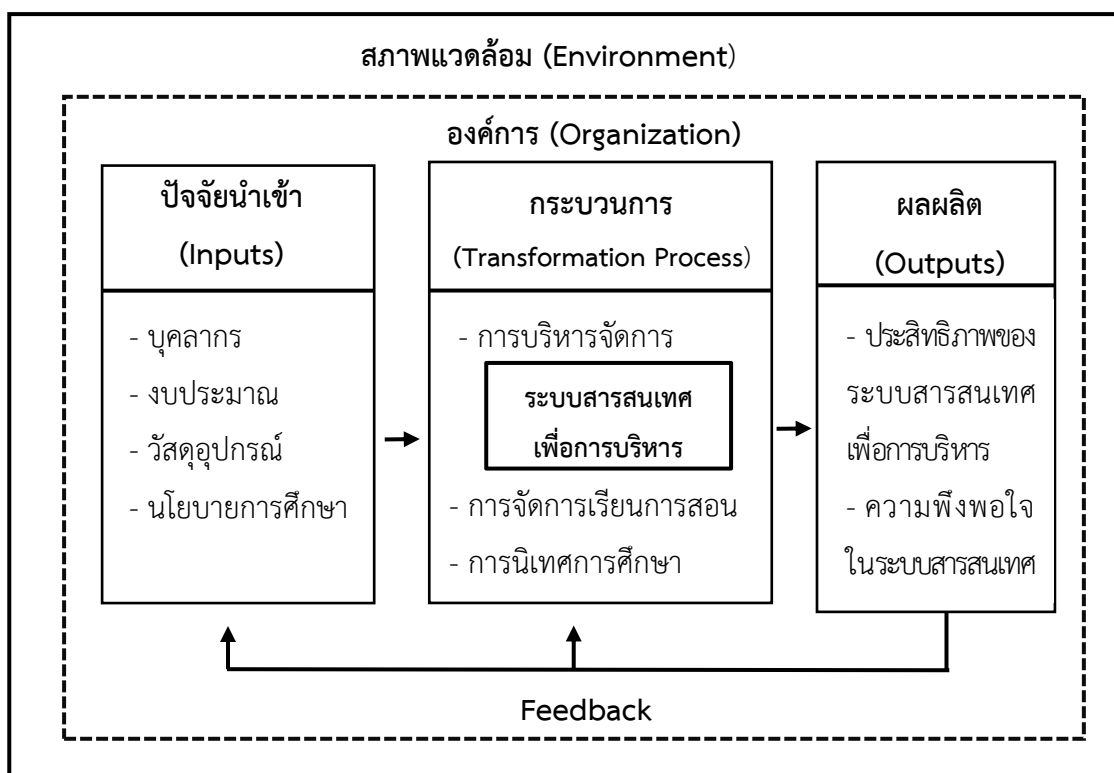 สภาพแวดล้อม (Environment)
องค์การ (Organization)
ปัจจัยนำเข้า
(Inputs)
- บุคลากร
- งบประมาณ
- วัสดุอุปกรณ์
- นโยบายการศึกษา
กระบวนการ
(Transformation Process)
- การบริหารจัดการ
ระบบสารสนเทศ
เพื่อการบริหาร
- การจัดการเรียนการสอน
- การนิเทศการศึกษา
ผลผลิต
(Outputs)
- ประสิทธิภาพของ
ระบบสารสนเทศ
เพื่อการบริหาร
- ความพึงพอใจ
ในระบบสารสนเทศ
Feedback